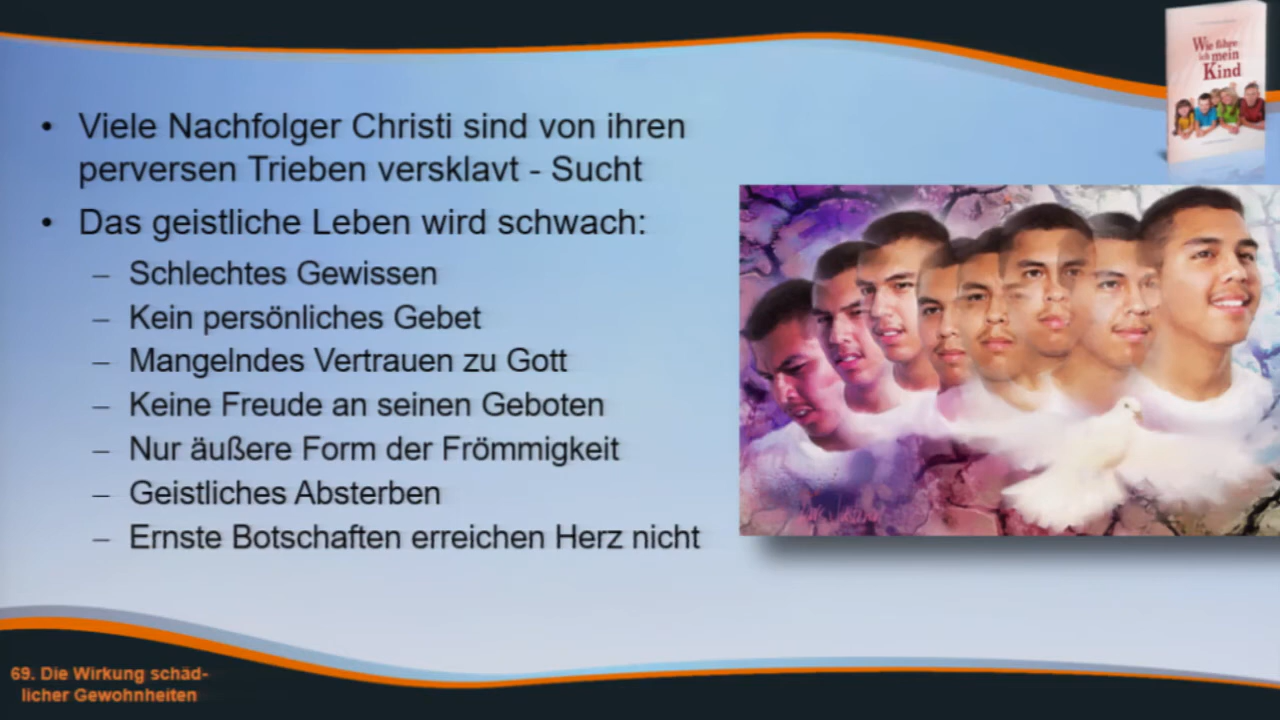 Wie führe
ich mein
Kind
• Viele Nachfolger Christi sind von ihren
perversen Trieben versklavt - Sucht
• Das geistliche Leben wird schwach:
– Schlechtes Gewissen
– Kein persönliches Gebet
– Mangelndes Vertrauen zu Gott
– Keine Freude an seinen Geboten
– Nur äußere Form der Frömmigkeit
– Geistliches Absterben
– Ernste Botschaften erreichen Herz nicht
69. Die Wirkung schäd-
licher Gewohnheiten